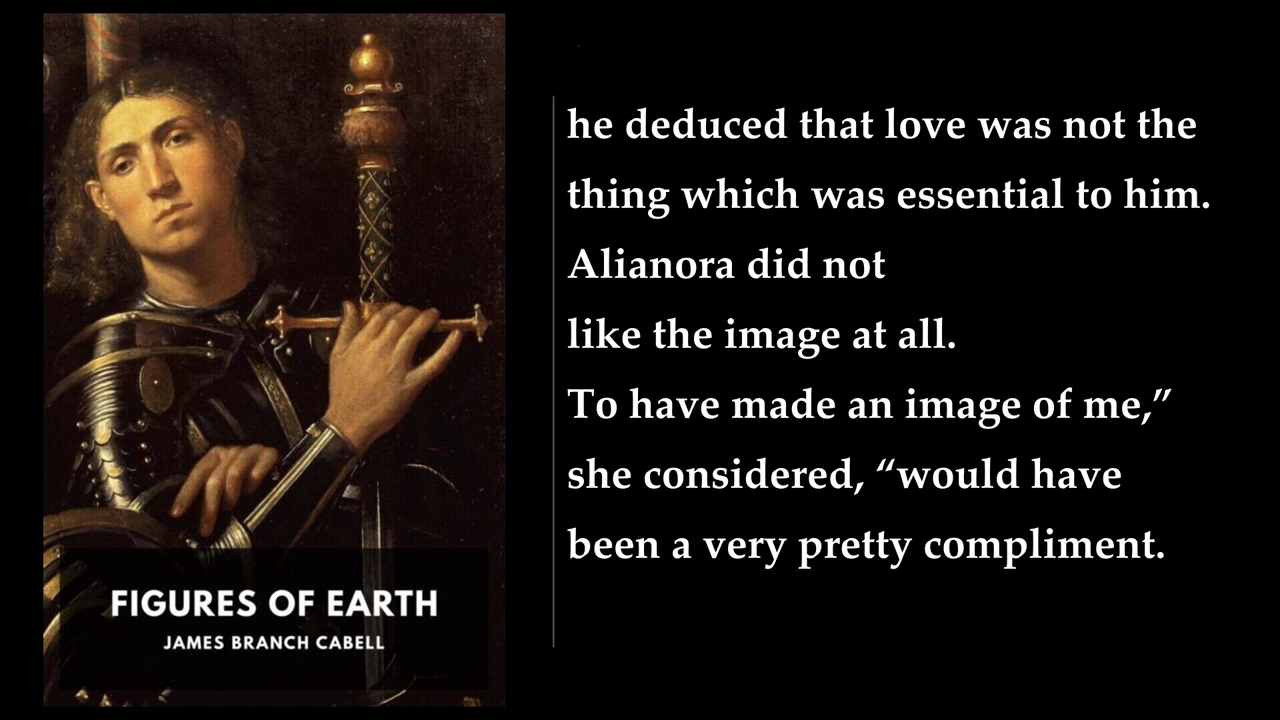 FIGURES OF EARTH
JAMES BRANCH CABELL
he deduced that love was not the
thing which was essential to him.
Alianora did not
like the image at all.
To have made an image of me,”
she considered, “would have
been a very pretty compliment.